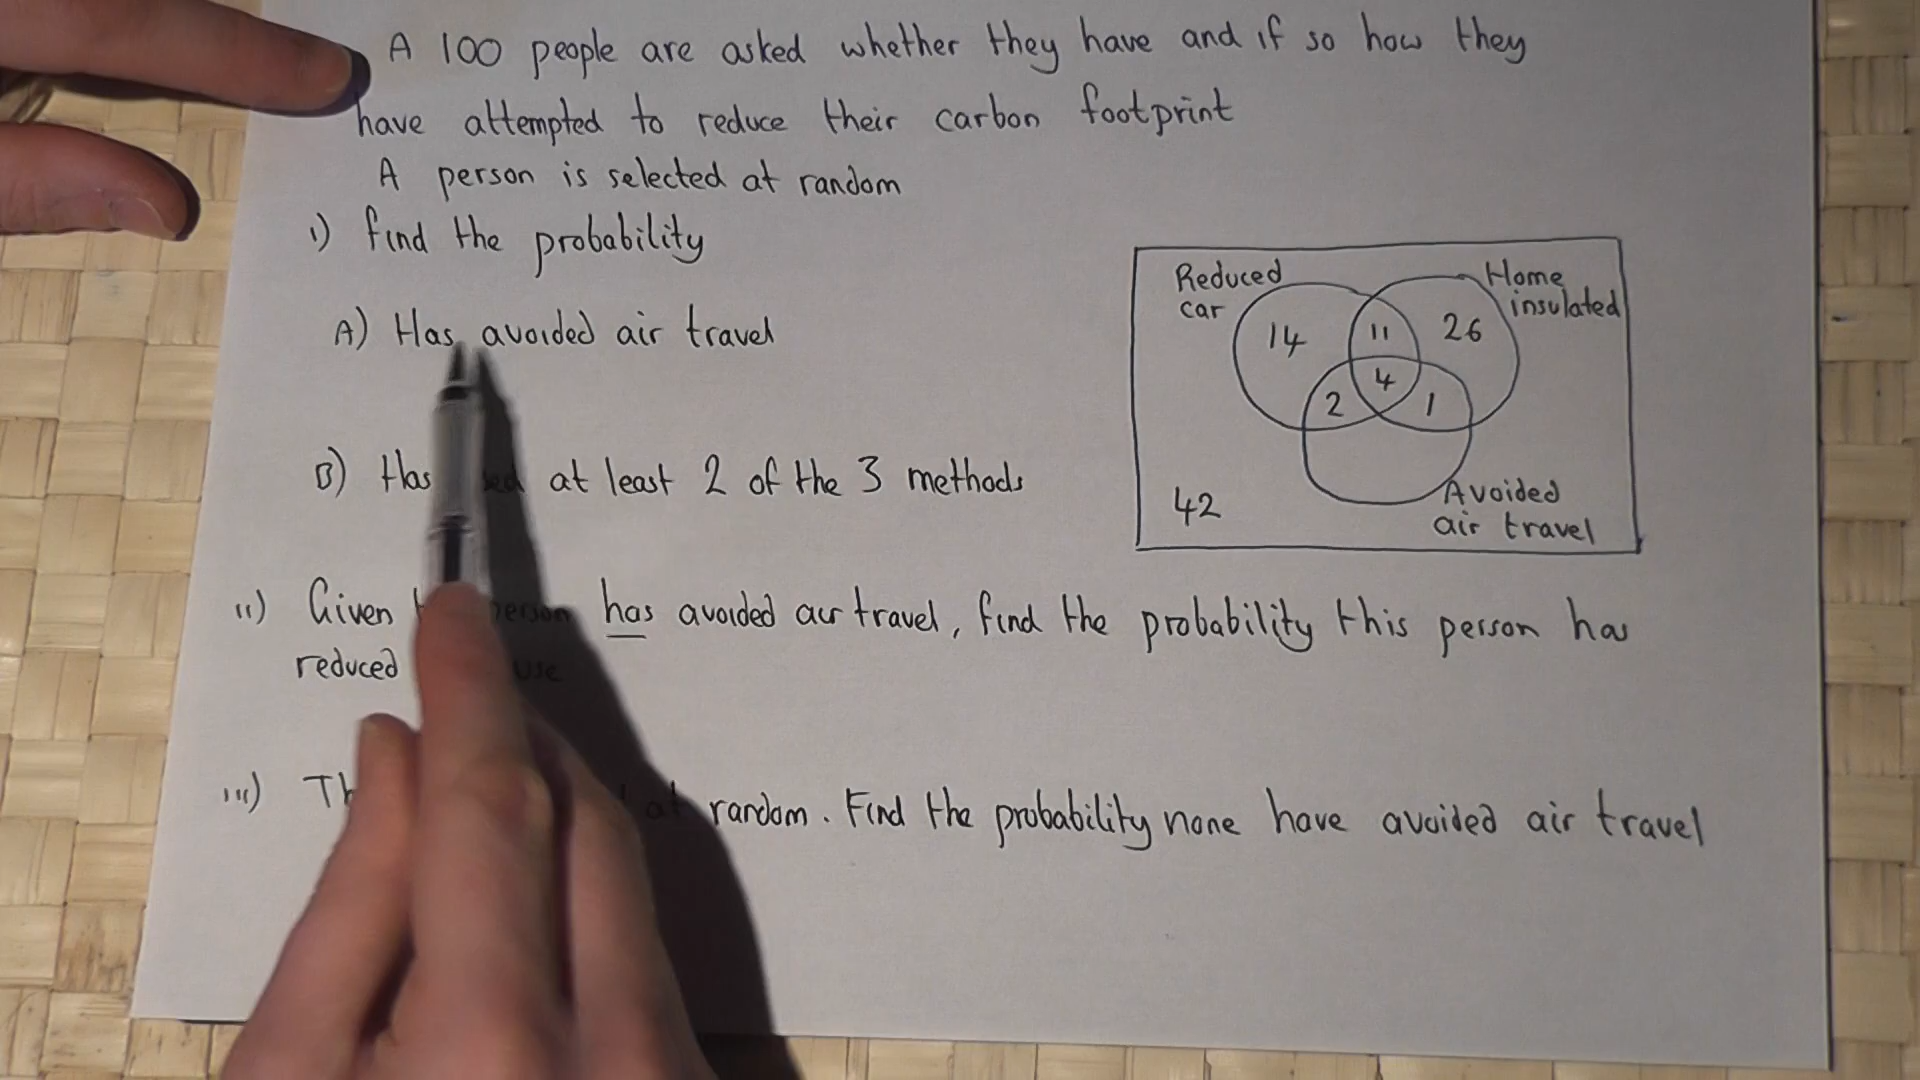 A 100 people are asked whether they have and if so how they
have attempted to reduce their carbon footprint
A person is selected at random
i) find the probability
A) Has avoided air travel
B) Has at least 2 of the 3 methods
ii) Given person has avoided air travel, find the probability this person has
reduced use
iii) at random. Find the probability none have avoided air travel
Reduced
car
Home
insulated
14
11
26
4
2
1
42
Avoided
air travel